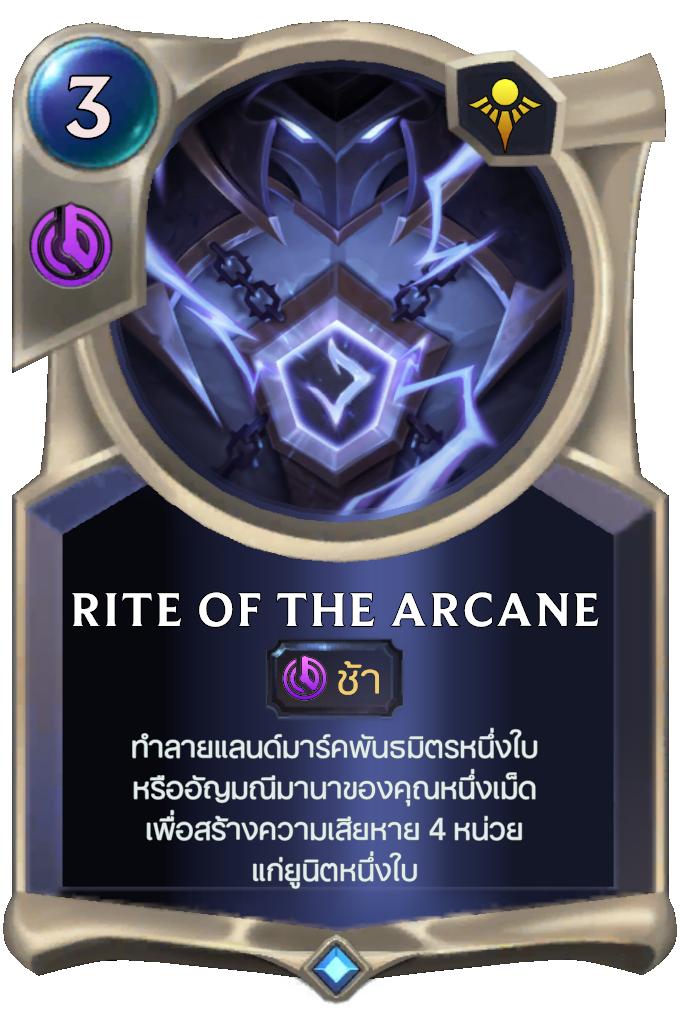 3
RITE OF THE ARCANE
ช้า
ทำลายแลนด์มาร์คพันธมิตรหนึ่งใบ
หรืออัญมณีมานาของคุณหนึ่งเม็ด
เพื่อสร้างความเสียหาย 4 หน่วย
แก่ยูนิตหนึ่งใบ